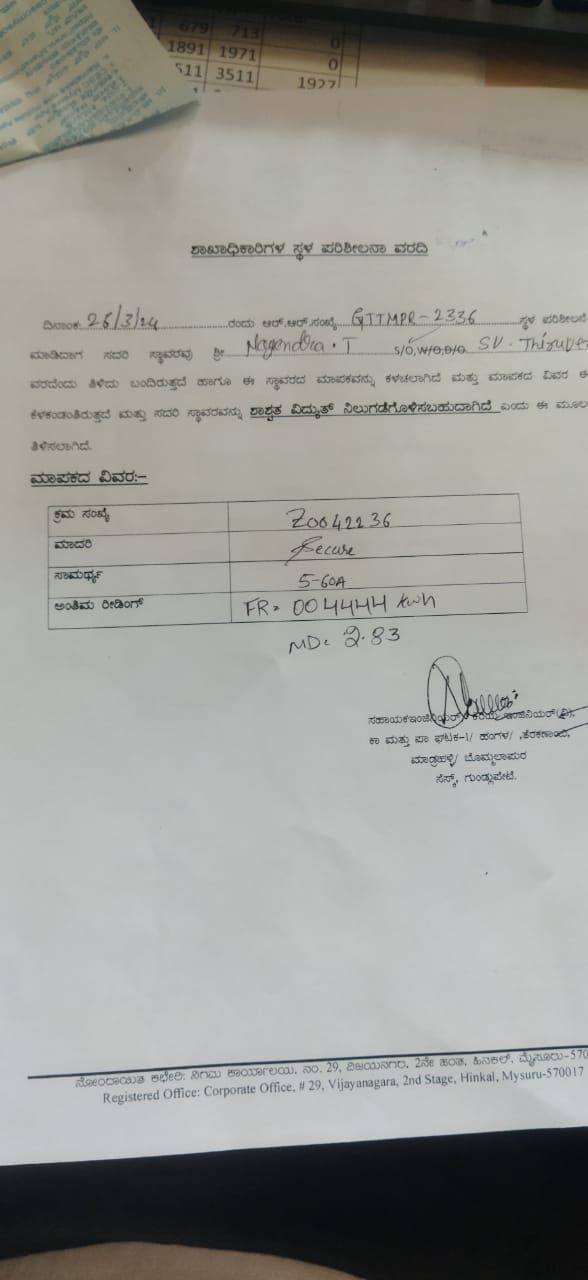 679 713
1891 1971 0
511 3511 0
1927
ಶಾಖಾಧಿಕಾರಿಗಳ ಸ್ಥಳ ಪರಿಶೀಲನಾ ವರದಿ
ದಿನಾಂಕ: 26/3/24 ರಂದು ಆರ್.ಆರ್.ಸಂಖ್ಯೆ GTTMPR-2336 ಸ್ಥಳ ಪರಿಶೀಲನೆ
ಮಾಡಿದಾಗ ಸದರಿ ಸ್ಥಾವರವು ಶ್ರೀ Nagendra.T S/O,W/O,D/O SV.
ವರದೆಂದು ತಿಳಿದು ಬಂದಿರುತ್ತದೆ ಹಾಗೂ ಈ ಸ್ಥಾವರದ ಮಾಪಕವನ್ನು ಕಳಚಲಾಗಿದೆ ಮತ್ತು ಮಾಪಕದ ವಿವರ ಈ
ಕೆಳಕಂಡಂತಿರುತ್ತದೆ ಮತ್ತು ಸದರಿ ಸ್ಥಾವರವನ್ನು ಶಾಶ್ವತ ವಿದ್ಯುತ್ ನಿಲುಗಡೆಗೊಳಿಸಬಹುದಾಗಿದೆ ಎಂದು ಈ ಮೂಲ
ತಿಳಿಸಲಾಗಿದೆ.
ಮಾಪಕದ ವಿವರ:-
ಕ್ರಮ ಸಂಖ್ಯೆ Z0042236
ಮಾದರಿ Secure
ಸಾಮರ್ಥ್ಯ 5-60A
ಅಂತಿಮ ರೀಡಿಂಗ್ FR= 004444 kwh
MD= 2.83
ಸಹಾಯಕಇಂಜಿನಿಯರ್/ ಕಿರಿಯ ಇಂಜಿನಿಯರ್(ವಿ),
ಕಾ ಮತ್ತು ಪಾ ಘಟಕ-1/ ಹಂಗಳ/ ,ತೆರಕಣಾಂಬಿ,
ಮಾಡ್ರಹಳ್ಳಿ/ ಬೊಮ್ಮಲಾಪುರ
ಸೆಸ್ಕ್, ಗುಂಡ್ಲುಪೇಟೆ.
ನೋಂದಾಯಿತ ಕಛೇರಿ: ನಿಗಮ ಕಾರ್ಯಾಲಯ, ನಂ. 29, ವಿಜಯನಗರ, 2ನೇ ಹಂತ, ಹಿನಕಲ್, ಮೈಸೂರು-570
Registered Office: Corporate Office, # 29, Vijayanagara, 2nd Stage, Hinkal, Mysuru-570017